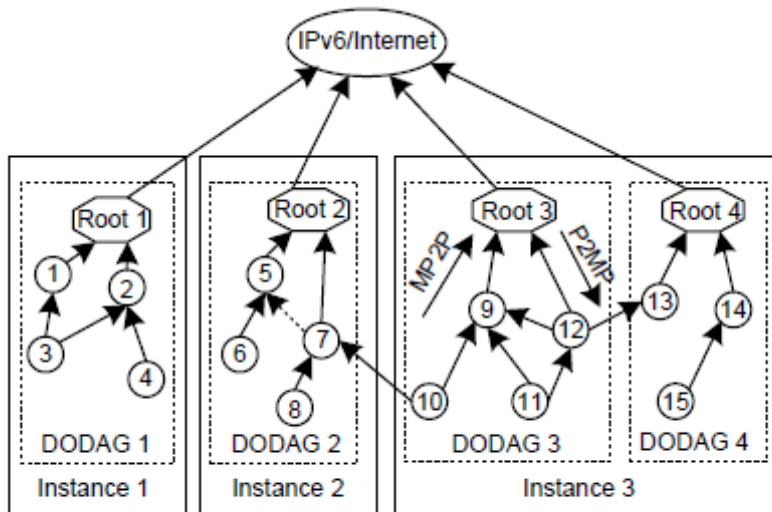 IPv6/Internet
Root 1
Root 2
Root 3
Root 4
MP2P
P2MP
1
2
3
4
5
6
7
8
9
10
11
12
13
14
15
DODAG 1
DODAG 2
DODAG 3
DODAG 4
Instance 1
Instance 2
Instance 3